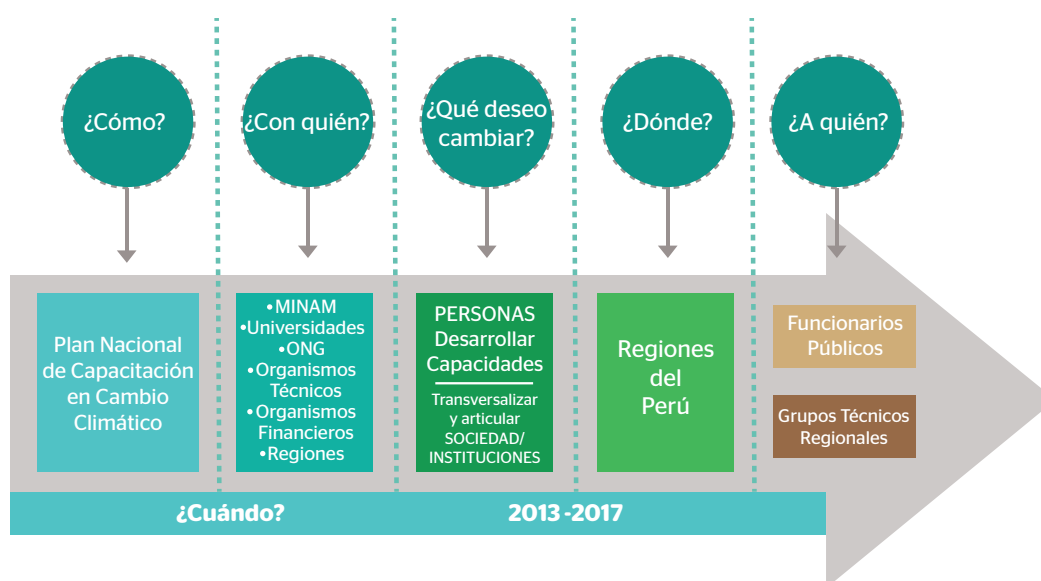 ¿Cómo?
¿Con quién?
¿Qué deseo
cambiar?
¿Dónde?
¿A quién?
Plan Nacional
de Capacitación
en Cambio
Climático
•MINAM
•Universidades
•ONG
•Organismos
Técnicos
•Organismos
Financieros
•Regiones
PERSONAS
Desarrollar
Capacidades
Transversalizar
y articular
SOCIEDAD/
INSTITUCIONES
Regiones
del
Perú
Funcionarios
Públicos
Grupos Técnicos
Regionales
¿Cuándo?
2013 -2017